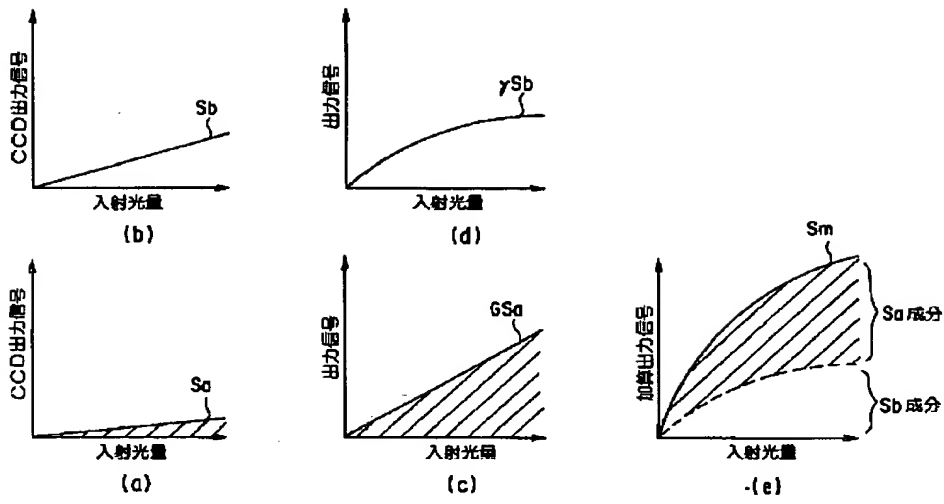 CCD出力信号
Sb
入射光量
(b)
出力信号
γSb
入射光量
(d)
CCD出力信号
Sa
入射光量
(a)
出力信号
GSa
入射光量
(c)
加算出力信号
Sm
Sa成分
Sb成分
入射光量
-(e)